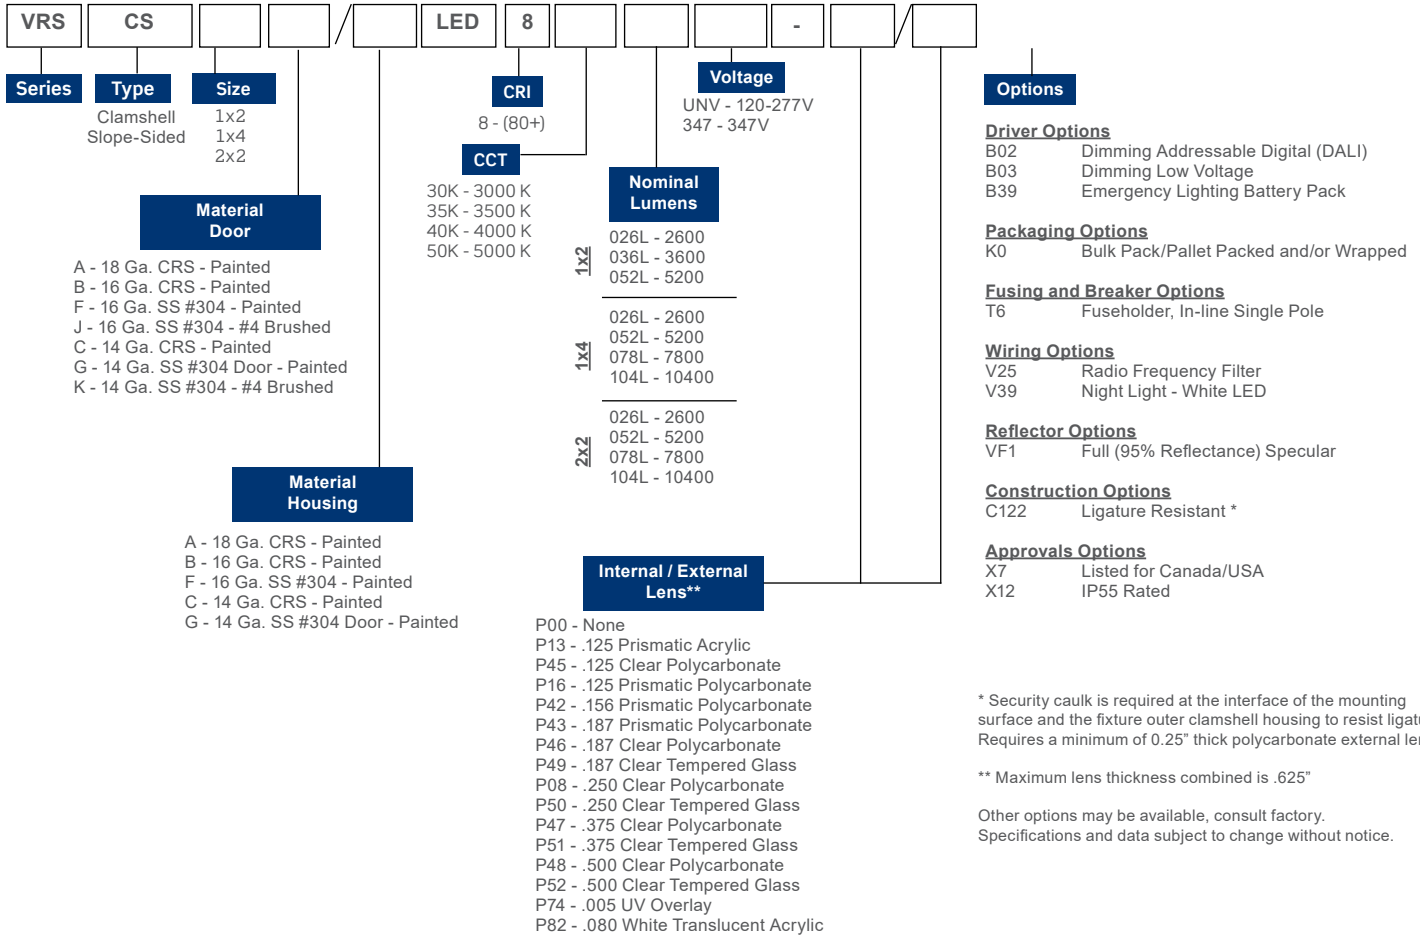 VRS CS / LED 8 - /
Series
Type
Clamshell
Slope-Sided
Size
1x2
1x4
2x2
Material
Door
A - 18 Ga. CRS - Painted
B - 16 Ga. CRS - Painted
F - 16 Ga. SS #304 - Painted
J - 16 Ga. SS #304 - #4 Brushed
C - 14 Ga. CRS - Painted
G - 14 Ga. SS #304 Door - Painted
K - 14 Ga. SS #304 - #4 Brushed
Material
Housing
A - 18 Ga. CRS - Painted
B - 16 Ga. CRS - Painted
F - 16 Ga. SS #304 - Painted
C - 14 Ga. CRS - Painted
G - 14 Ga. SS #304 Door - Painted
CRI
8 - (80+)
CCT
30K - 3000 K
35K - 3500 K
40K - 4000 K
50K - 5000 K
Nominal
Lumens
1x2
026L - 2600
036L - 3600
052L - 5200
1x4
026L - 2600
052L - 5200
078L - 7800
104L - 10400
2x2
026L - 2600
052L - 5200
078L - 7800
104L - 10400
Voltage
UNV - 120-277V
347 - 347V
Internal / External
Lens**
P00 - None
P13 - .125 Prismatic Acrylic
P45 - .125 Clear Polycarbonate
P16 - .125 Prismatic Polycarbonate
P42 - .156 Prismatic Polycarbonate
P43 - .187 Prismatic Polycarbonate
P46 - .187 Clear Polycarbonate
P49 - .187 Clear Tempered Glass
P08 - .250 Clear Polycarbonate
P50 - .250 Clear Tempered Glass
P47 - .375 Clear Polycarbonate
P51 - .375 Clear Tempered Glass
P48 - .500 Clear Polycarbonate
P52 - .500 Clear Tempered Glass
P74 - .005 UV Overlay
P82 - .080 White Translucent Acrylic
Options
Driver Options
B02 Dimming Addressable Digital (DALI)
B03 Dimming Low Voltage
B39 Emergency Lighting Battery Pack
Packaging Options
K0 Bulk Pack/Pallet Packed and/or Wrapped
Fusing and Breaker Options
T6 Fuseholder, In-line Single Pole
Wiring Options
V25 Radio Frequency Filter
V39 Night Light - White LED
Reflector Options
VF1 Full (95% Reflectance) Specular
Construction Options
C122 Ligature Resistant *
Approvals Options
X7 Listed for Canada/USA
X12 IP55 Rated
* Security caulk is required at the interface of the mounting
surface and the fixture outer clamshell housing to resist
Requires a minimum of 0.25" thick polycarbonate external
** Maximum lens thickness combined is .625"
Other options may be available, consult factory.
Specifications and data subject to change without notice.